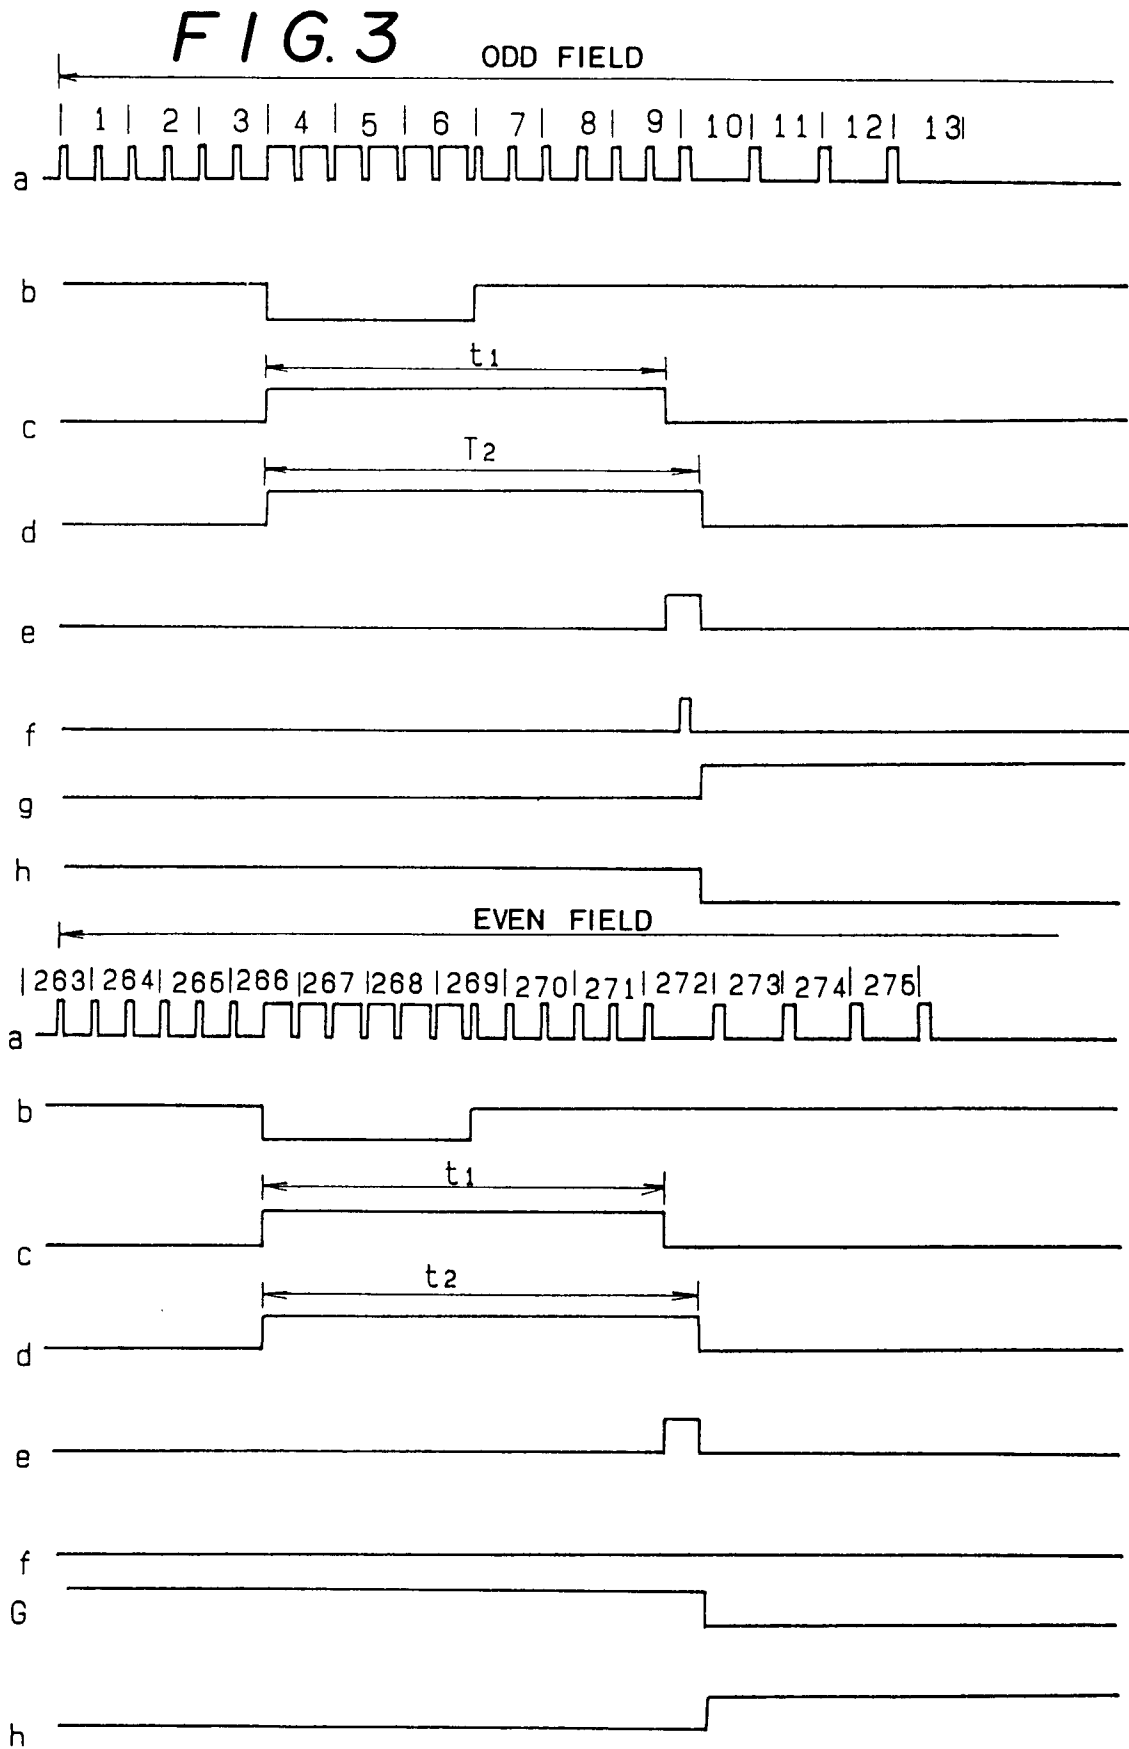 FIG. 3
ODD FIELD
| 1 | 2 | 3 | 4 | 5 | 6 | 7 | 8 | 9 | 10 | 11 | 12 | 13 |
a
b
t1
c
T2
d
e
f
g
h
EVEN FIELD
| 263 | 264 | 265 | 266 | 267 | 268 | 269 | 270 | 271 | 272 | 273 | 274 | 275 |
a
b
t1
c
t2
d
e
f
G
h